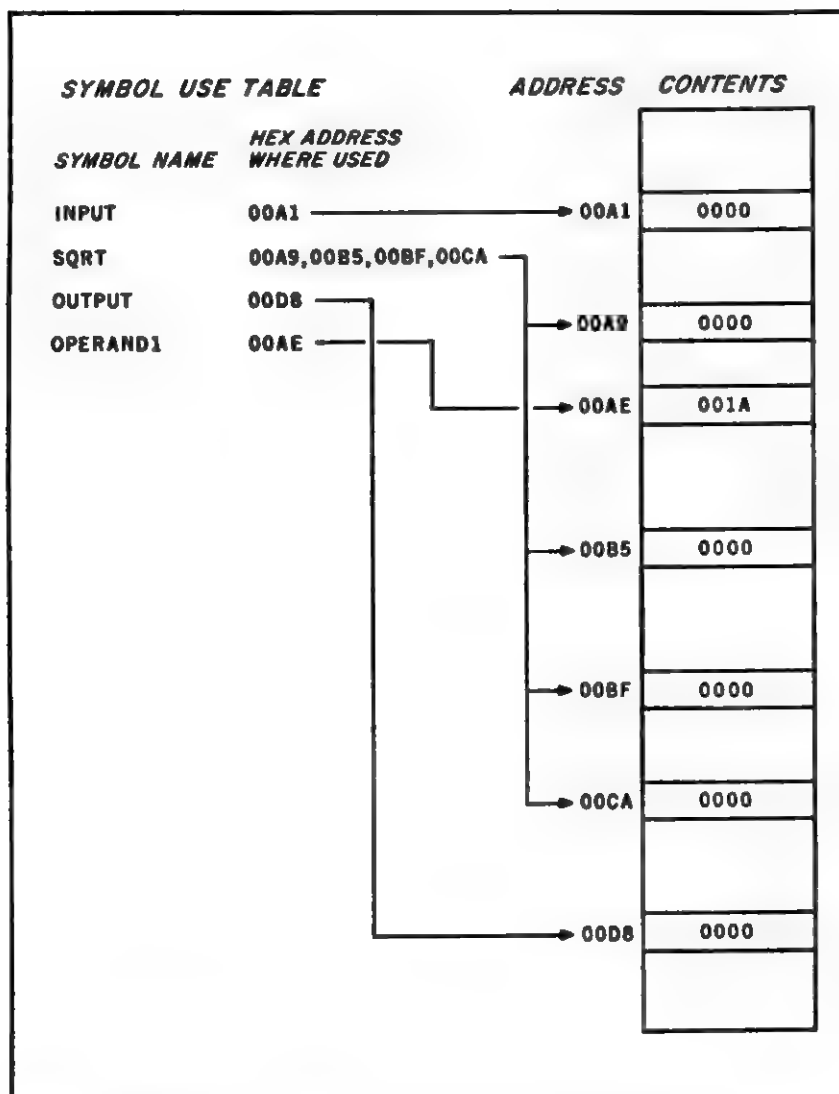 SYMBOL USE TABLE
ADDRESS CONTENTS
SYMBOL NAME
HEX ADDRESS
WHERE USED
INPUT 00A1 00A1 0000
SQRT 00A9,00B5,00BF,00CA
00A9 0000
OUTPUT 00D8
OPERAND1 00AE
00AE 001A
00B5 0000
00BF 0000
00CA 0000
00D8 0000